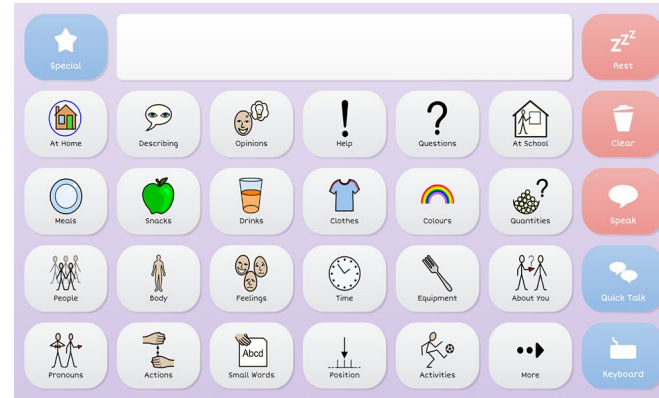 Special
zzz
Rest
At Home
Describing
Opinions
Help
Questions
At School
Clear
Meals
Snacks
Drinks
Clothes
Colours
Quantities
Speak
People
Body
Feelings
Time
Equipment
About You
Quick Talk
Pronouns
Actions
Abcd
Small Words
Position
Activities
More
Keyboard